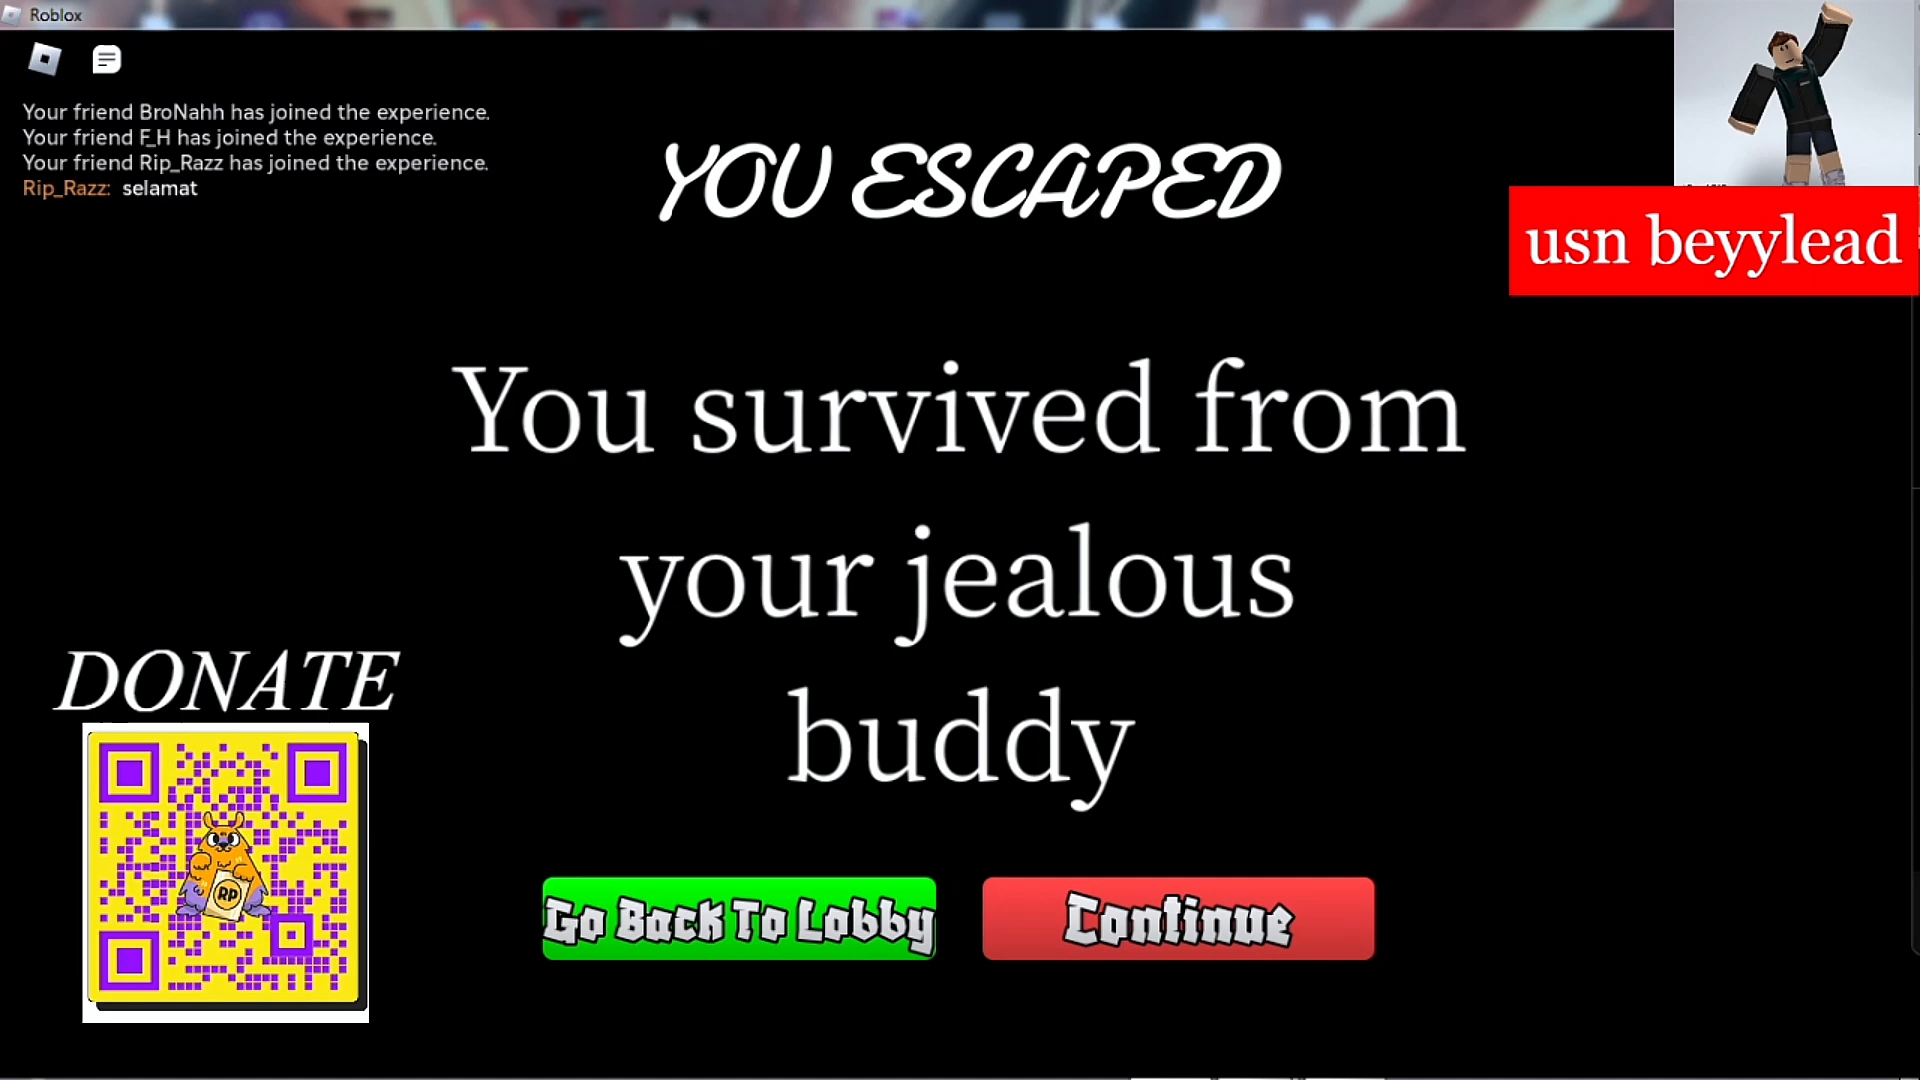 Roblox
Your friend BroNahh has joined the experience.
Your friend F_H has joined the experience.
Your friend Rip_Razz has joined the experience.
Rip_Razz: selamat
YOU ESCAPED
usn beyylead
You survived from
your jealous
buddy
DONATE
RP
Go Back To Lobby
Continue